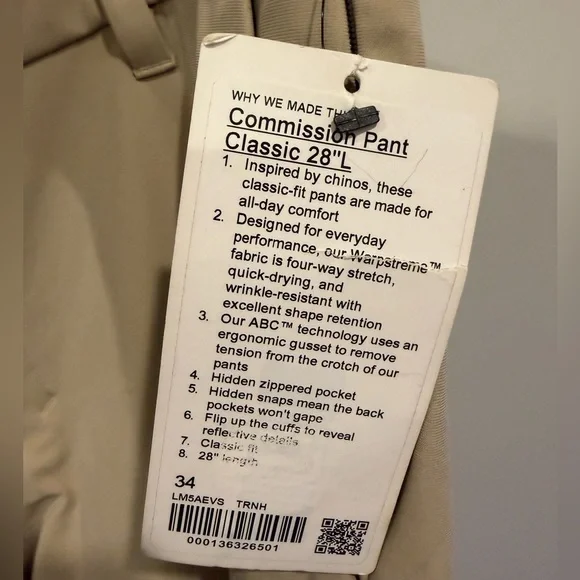 WHY WE MADE TH
Commission Pant
Classic 28"L
1. Inspired by chinos, these
classic-fit pants are made for
all-day comfort
2. Designed for everyday
performance, our Warpstreme™
fabric is four-way stretch,
quick-drying, and
wrinkle-resistant with
excellent shape retention
3. Our ABC™ technology uses an
ergonomic gusset to remove
tension from the crotch of our
pants
4. Hidden zippered pocket
5. Hidden snaps mean the back
pockets won't gape
6. Flip up the cuffs to reveal
reflective details
7. Classic fit
8. 28" length
34
LM5AEVS TRNH
000136326501